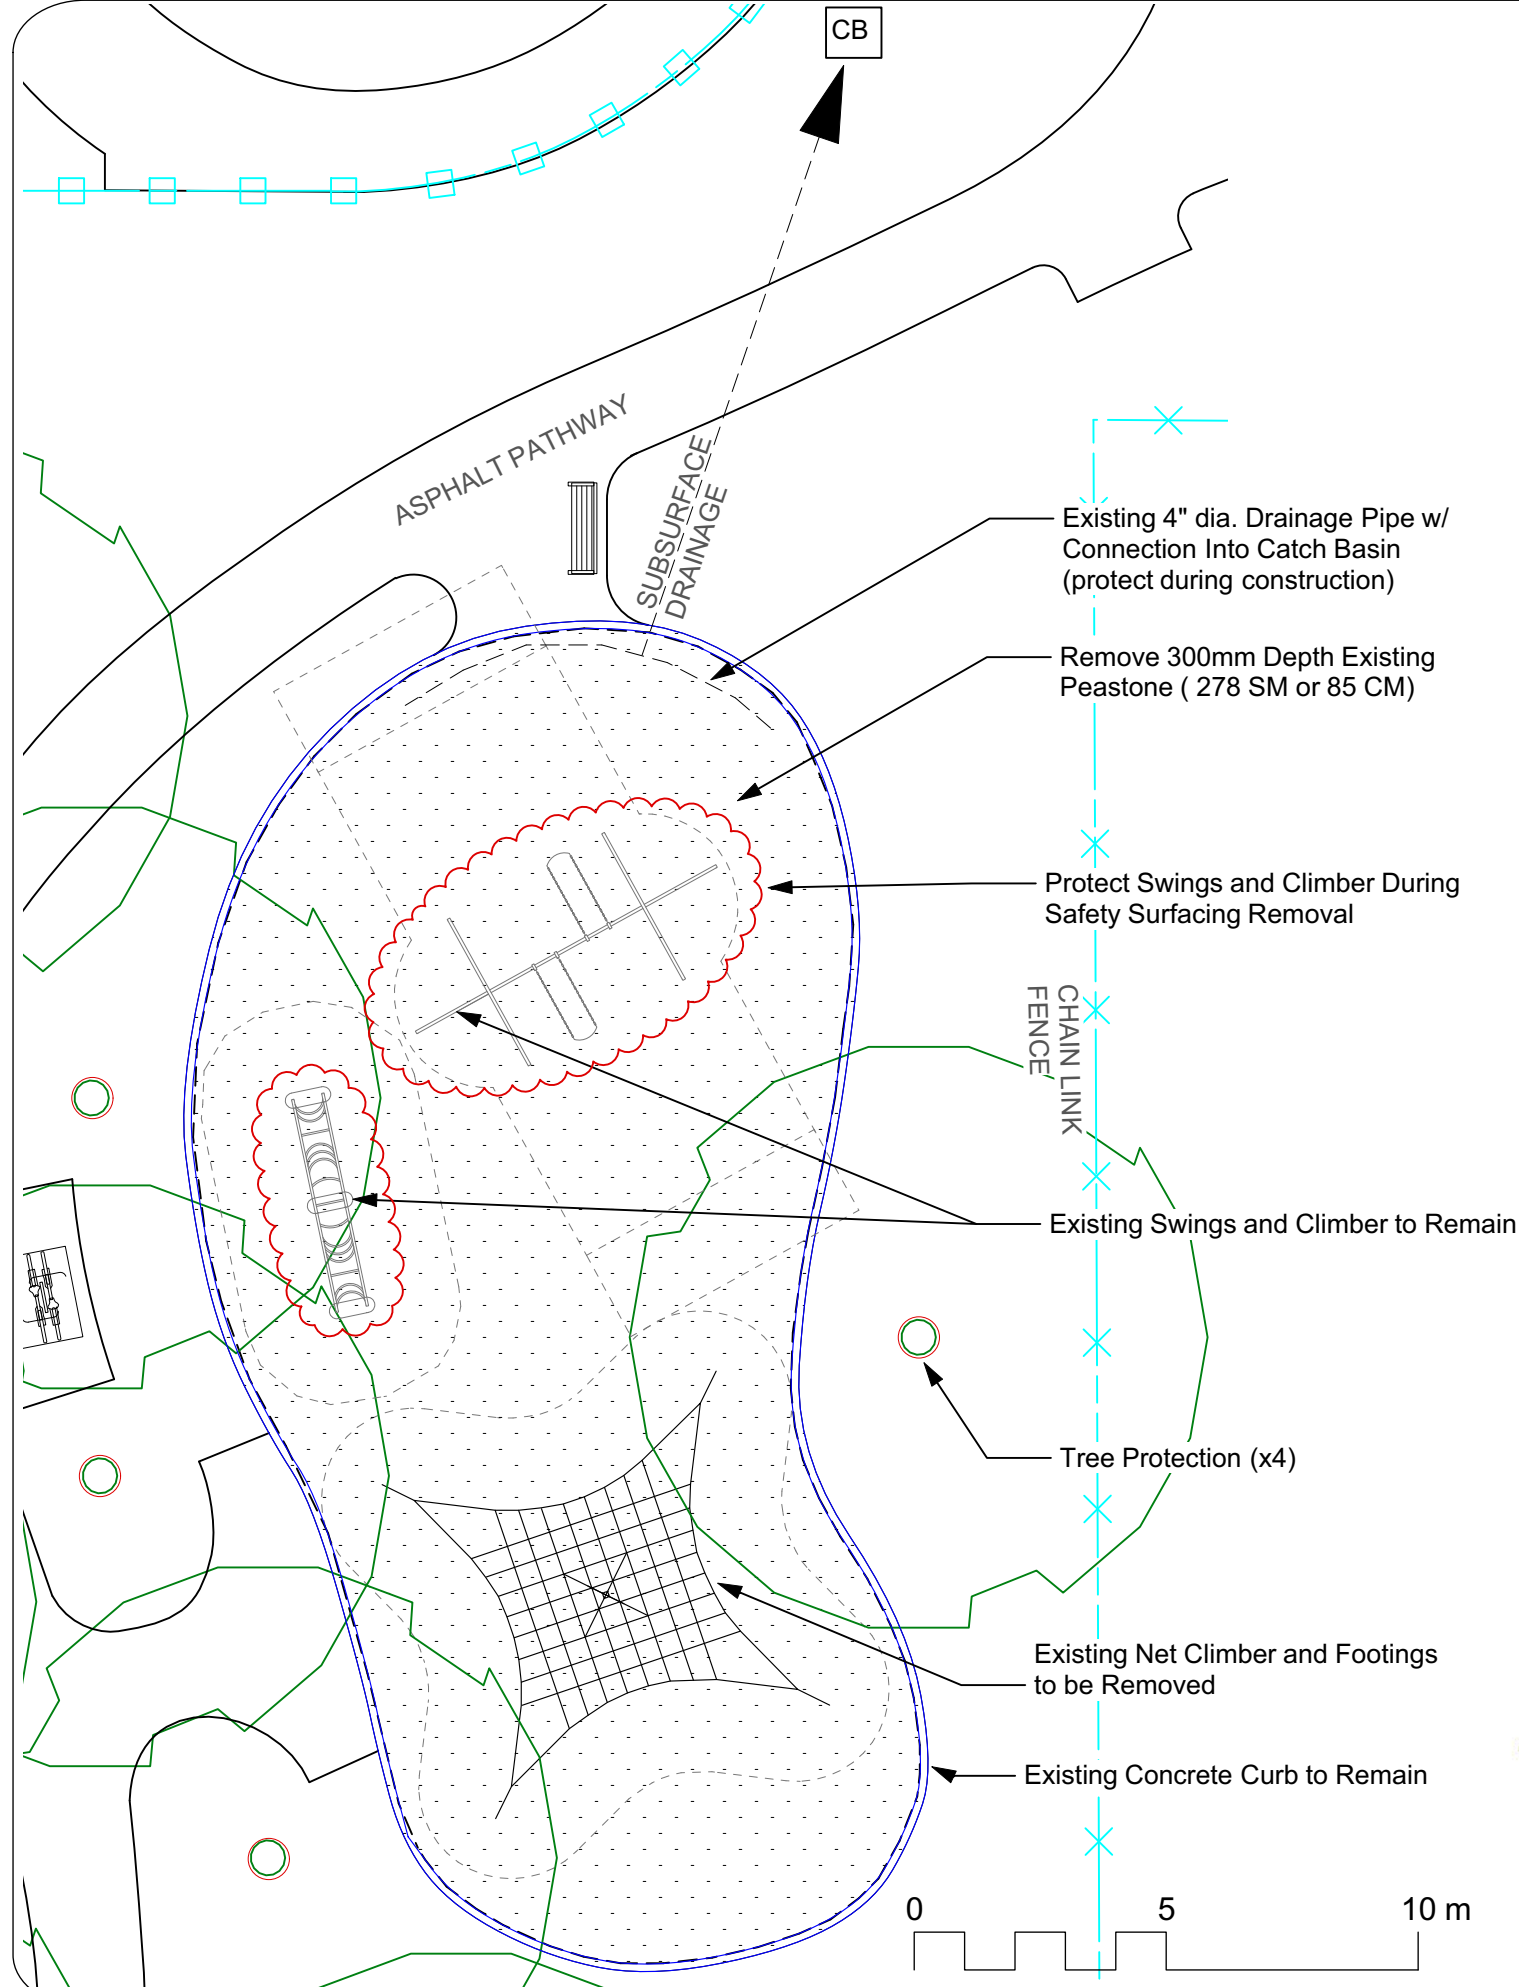 CB
ASPHALT PATHWAY
SUBSURFACE
DRAINAGE
Existing 4" dia. Drainage Pipe w/
Connection Into Catch Basin
(protect during construction)
Remove 300mm Depth Existing
Peastone ( 278 SM or 85 CM)
Protect Swings and Climber During
Safety Surfacing Removal
CHAIN LINK
FENCE
Existing Swings and Climber to Remain
Tree Protection (x4)
Existing Net Climber and Footings
to be Removed
Existing Concrete Curb to Remain
0 5 10 m